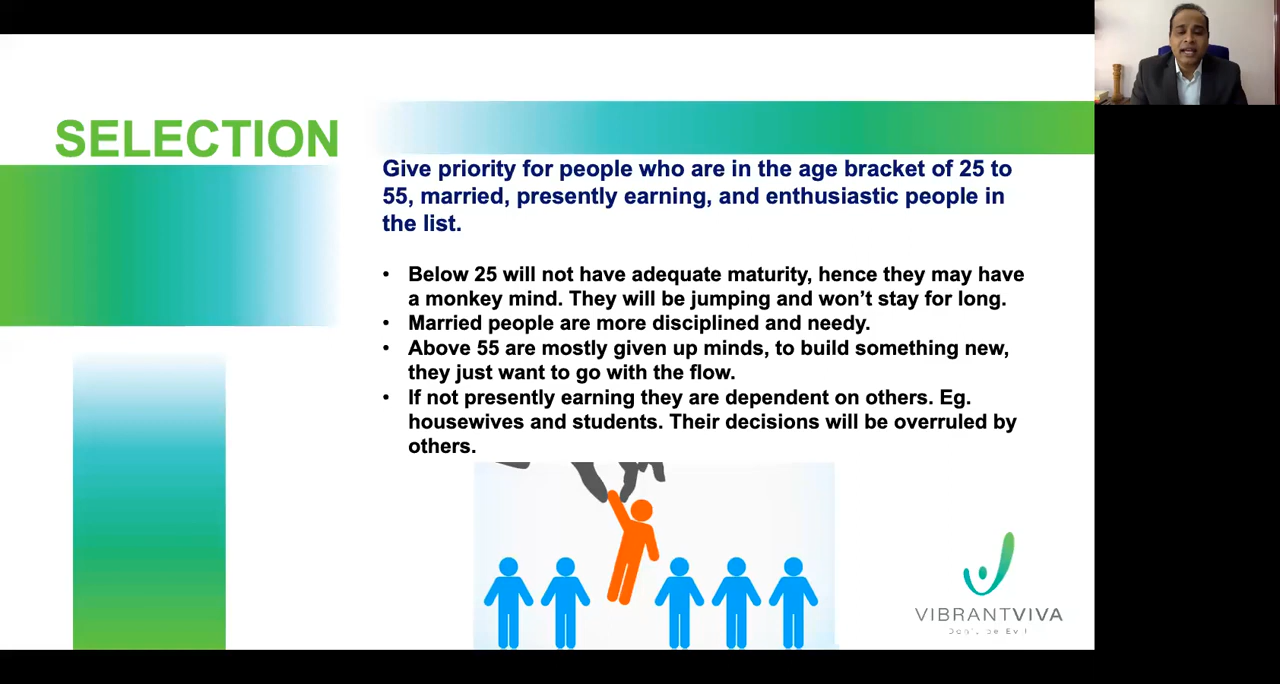 SELECTION
Give priority for people who are in the age bracket of 25 to
55, married, presently earning, and enthusiastic people in
the list.
• Below 25 will not have adequate maturity, hence they may have
a monkey mind. They will be jumping and won’t stay for long.
• Married people are more disciplined and needy.
• Above 55 are mostly given up minds, to build something new,
they just want to go with the flow.
• If not presently earning they are dependent on others. Eg.
housewives and students. Their decisions will be overruled by
others.
VIBRANTVIVA
Don't be Evil